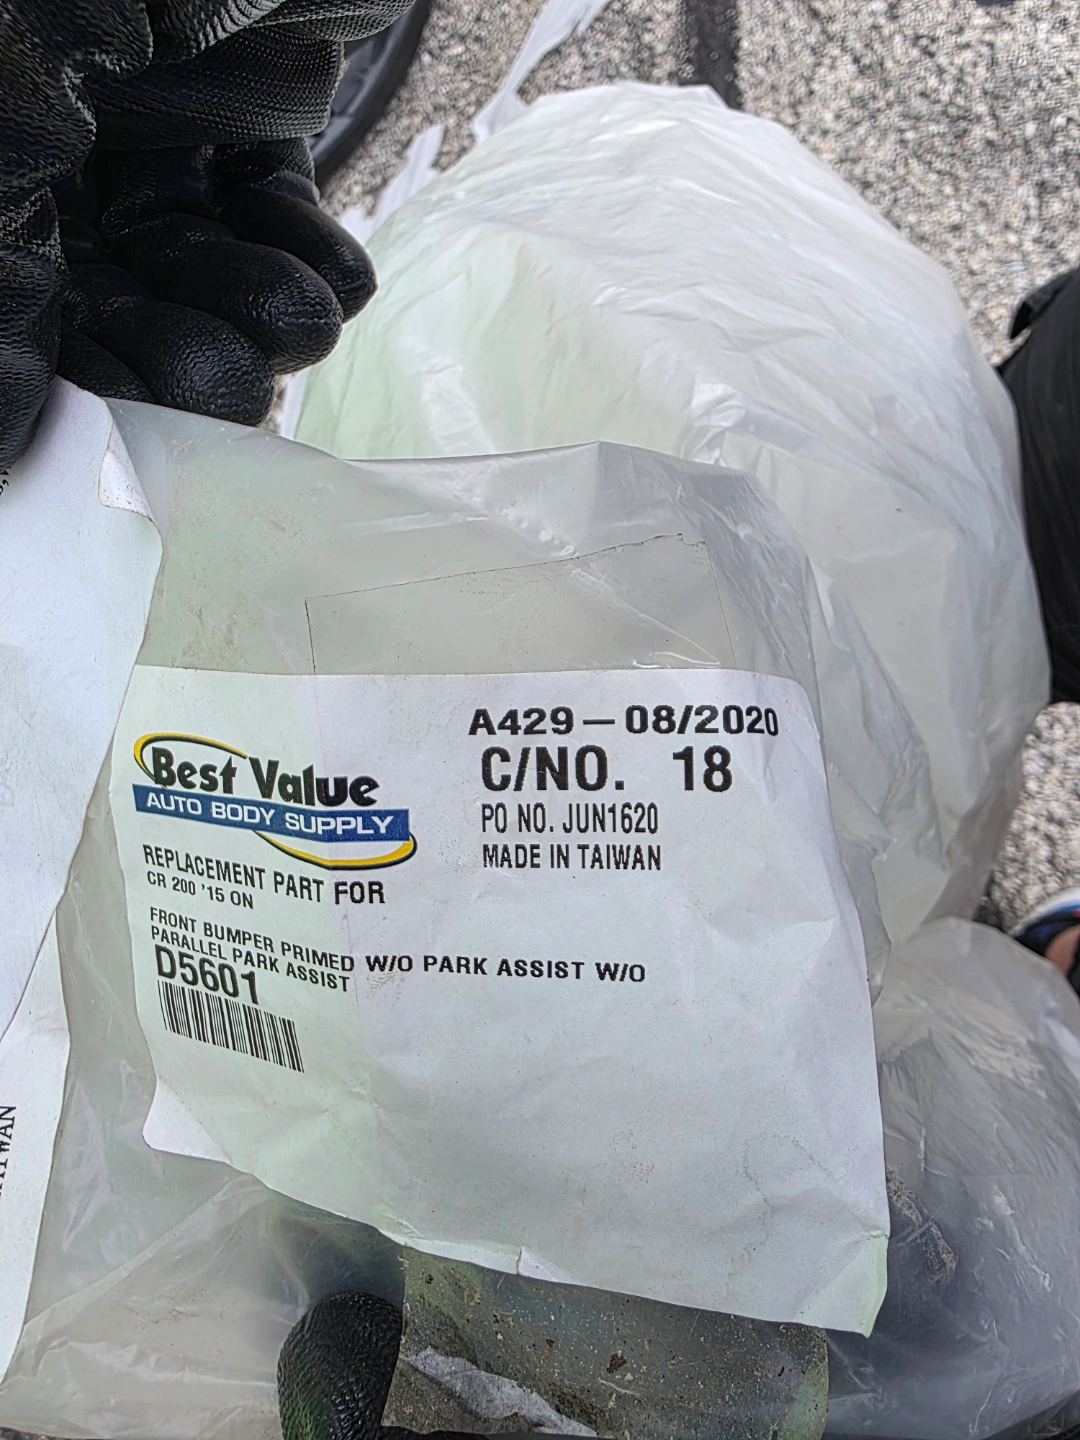 Best Value
AUTO BODY SUPPLY
REPLACEMENT PART FOR
CR 200 '15 ON
FRONT BUMPER PRIMED W/O PARK ASSIST W/O
PARALLEL PARK ASSIST
D5601
A429-08/2020
C/NO. 18
PO NO. JUN1620
MADE IN TAIWAN